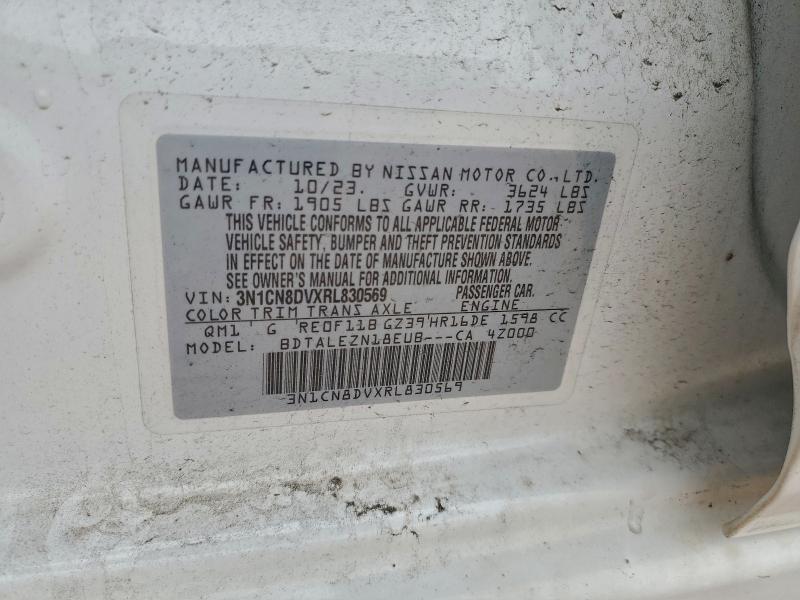 MANUFACTURED BY NISSAN MOTOR CO.,LTD.
DATE: 10/23. GVWR: 3624 LBS
GAWR FR: 1905 LBS GAWR RR: 1735 LBS
THIS VEHICLE CONFORMS TO ALL APPLICABLE FEDERAL MOTOR
VEHICLE SAFETY, BUMPER AND THEFT PREVENTION STANDARDS
IN EFFECT ON THE DATE OF MANUFACTURE SHOWN ABOVE.
SEE OWNER'S MANUAL FOR ADDITIONAL INFORMATION.
VIN: 3N1CN8DVXRL830569 PASSENGER CAR.
COLOR TRIM TRANS AXLE ENGINE
QM1 G RE0F11B GZ39 HR16DE 1598 CC
MODEL: BDTALEZN18EUB---CA 4Z000
3N1CN8DVXRL830569